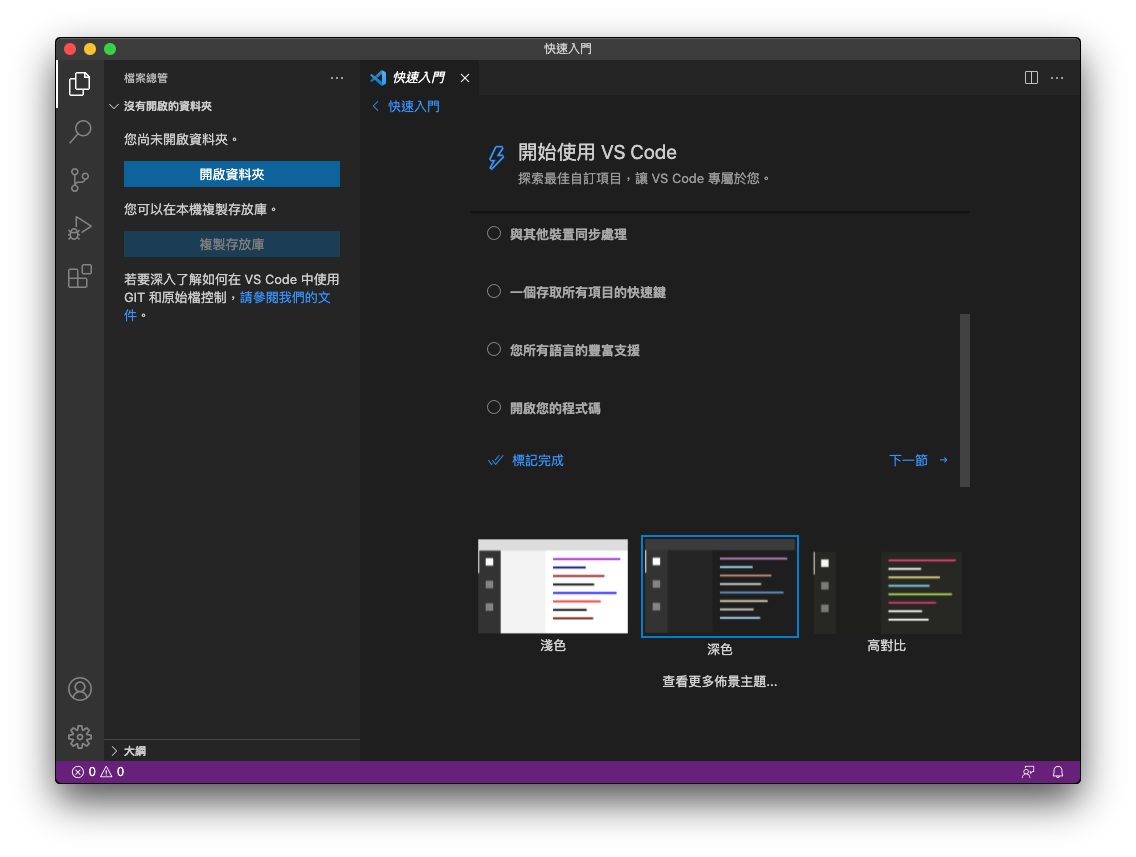 快速入門
檔案總管
沒有開啟的資料夾
您尚未開啟資料夾。
開啟資料夾
您可以在本機複製存放庫。
複製存放庫
若要深入了解如何在 VS Code 中使用
GIT 和原始檔控制，請參閱我們的文
件。
大綱
快速入門
快速入門
開始使用 VS Code
探索最佳自訂項目，讓 VS Code 專屬於您。
與其他裝置同步處理
一個存取所有項目的快速鍵
您所有語言的豐富支援
開啟您的程式碼
標記完成
下一節 →
淺色
深色
高對比
查看更多佈景主題...
0 0